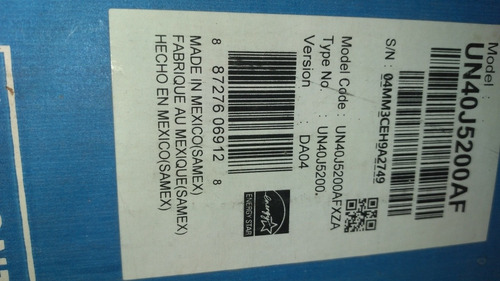 Model :
UN40J5200AF
S/N : 04MM3CEH9A2749
Model Code : UN40J5200AFXZA
Type No : UN40J5200,
Version : DA04
8 87276 06912 8
energy
ENERGY STAR
MADE IN MEXICO(SAMEX)
FABRIQUE AU MEXIQUE(SAMEX)
HECHO EN MEXICO(SAMEX)